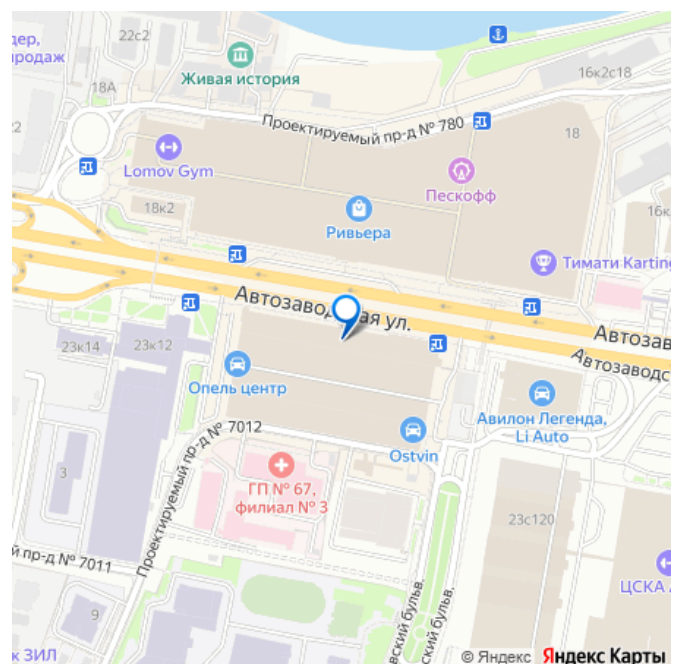 22с2
дер,
продаж
Живая история
16к2с18
18А
Проектируемый пр-д № 780
18
2
Lomov Gym
Пескофф
18к2
Ривьера
16к
Тимати Karting
Автозаводская ул.
Автозав
23к14
23к12
Автозаводс
Опель центр
Авилон Легенда,
Li Auto
Проектируемый пр-д № 7012
Ostvin
3
ГП № 67,
филиал № 3
23с120
й пр-д № 7011
ЦСКА А
9
вский бульв.
ский бульв.
к ЗИЛ
© Яндекс Яндекс Карты